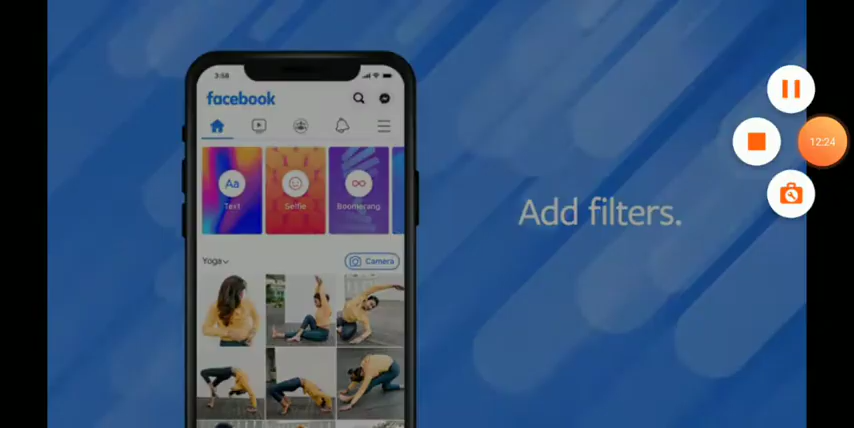 3:58
facebook
Aa
Text
Selfie
Boomerang
Yoga
Camera
Add filters.
12:24